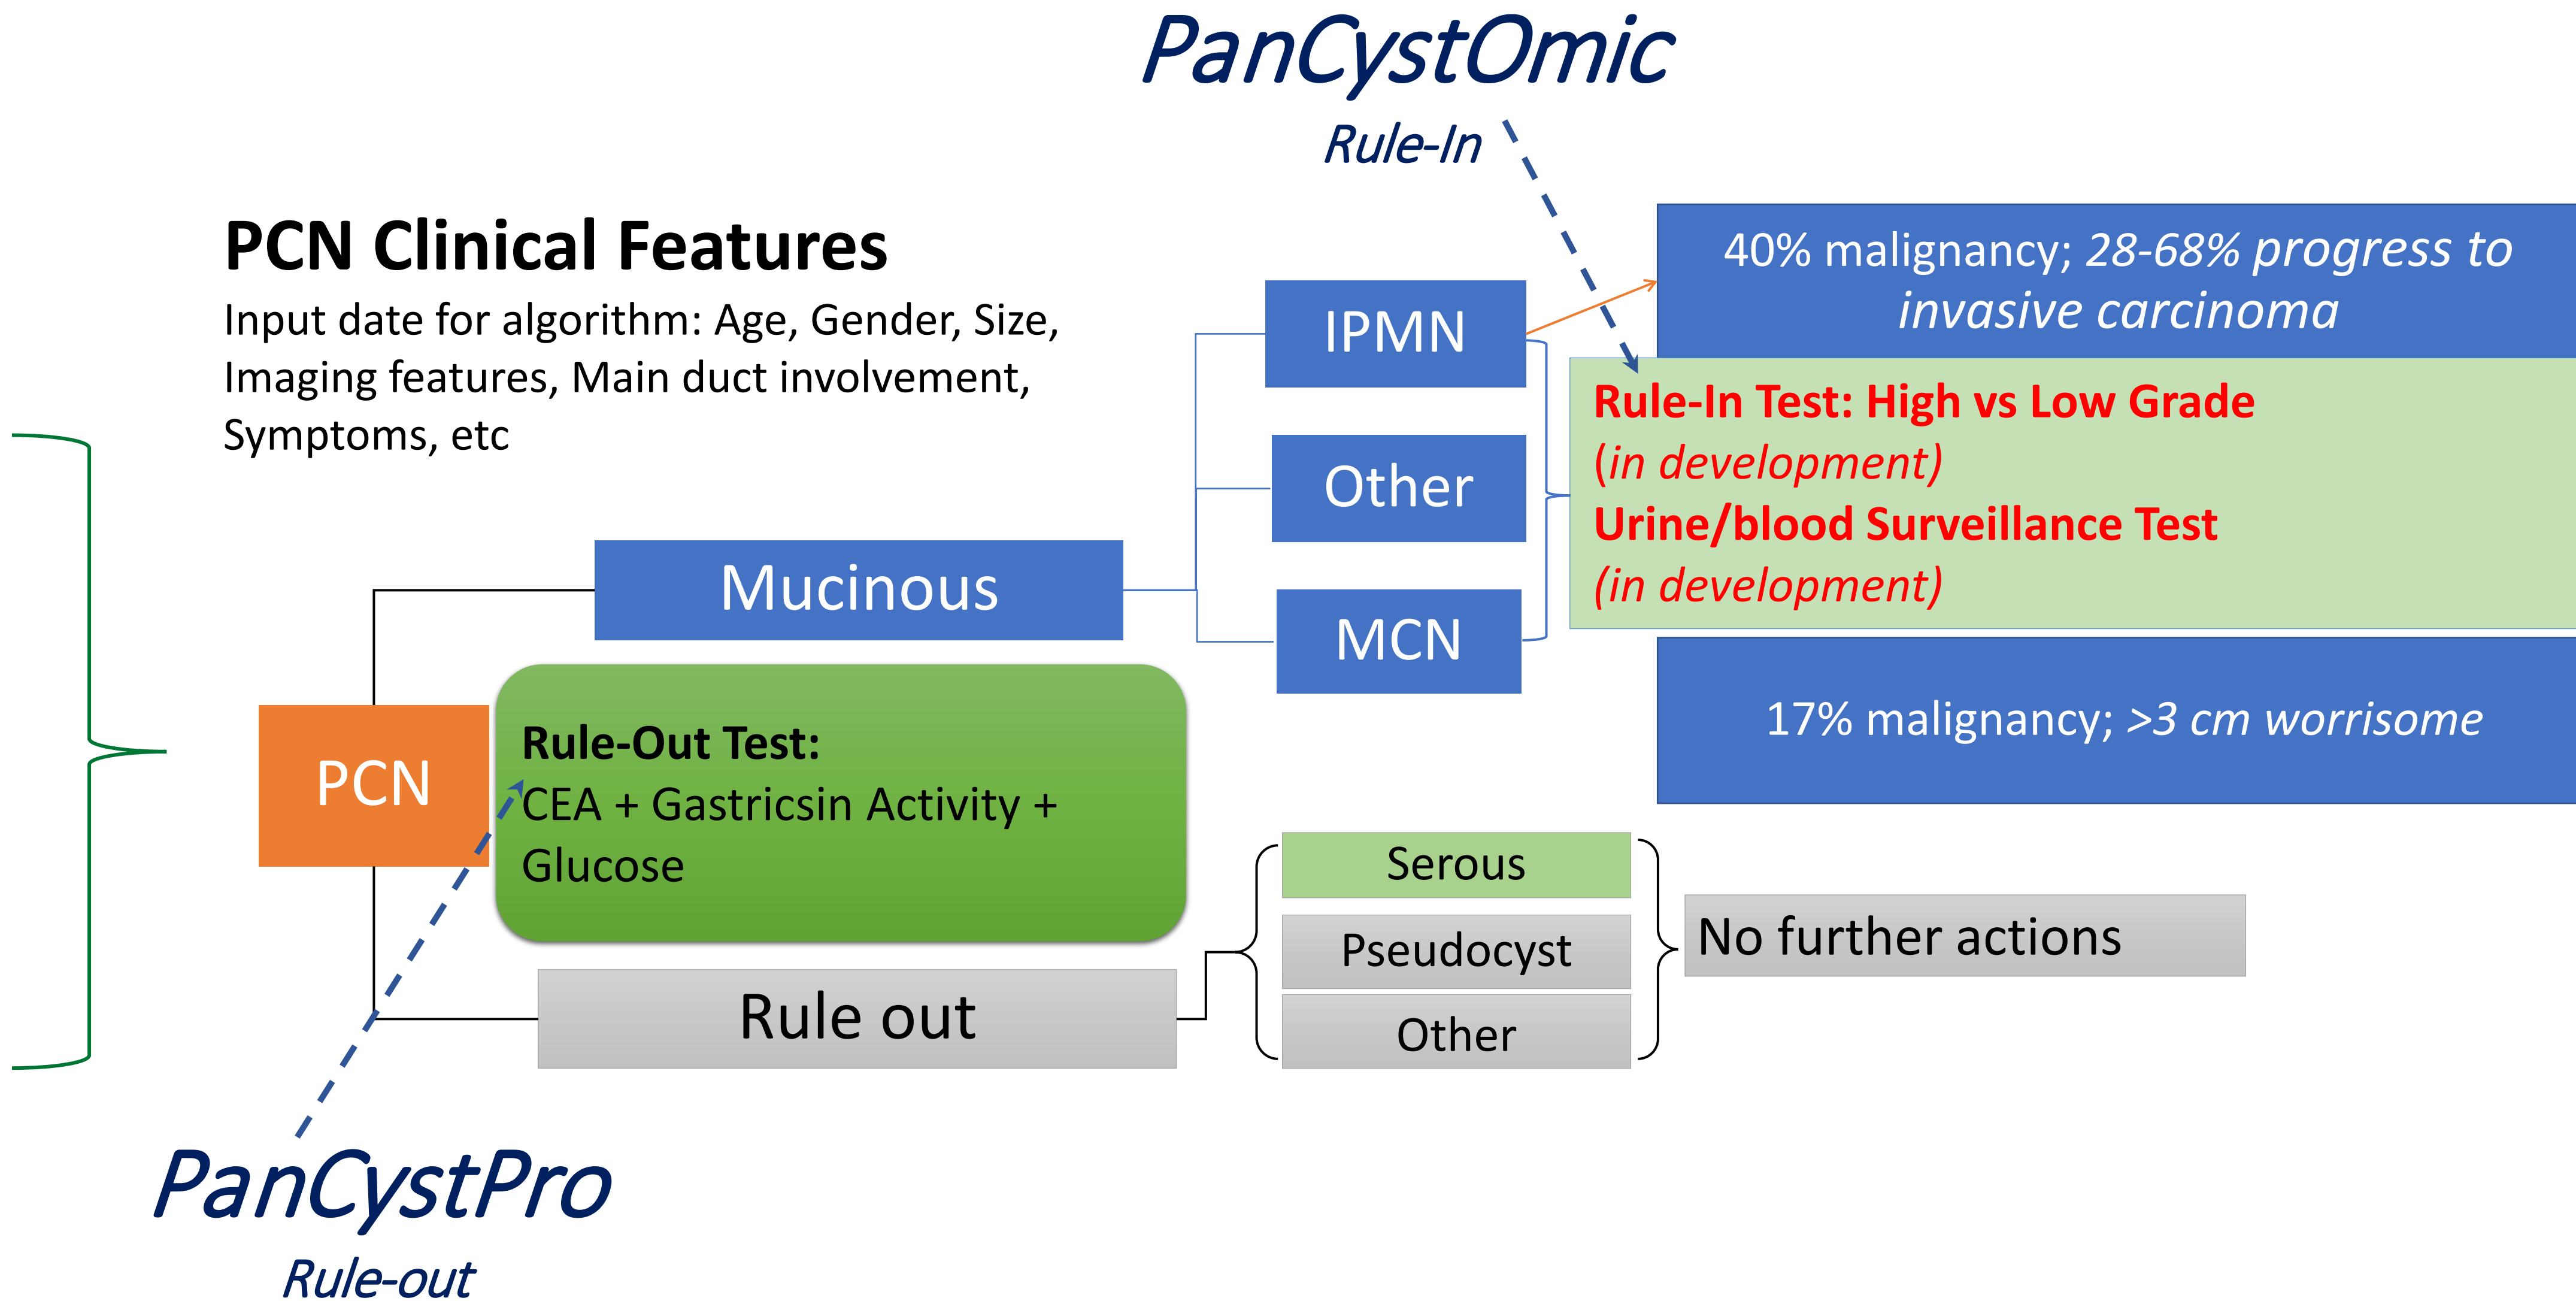 PanCystOmic
Rule-In
PCN Clinical Features
Input date for algorithm: Age, Gender, Size,
Imaging features, Main duct involvement,
Symptoms, etc
40% malignancy; 28-68% progress to
invasive carcinoma
IPMN
Rule-In Test: High vs Low Grade
(in development)
Urine/blood Surveillance Test
(in development)
Other
Mucinous
MCN
17% malignancy; >3 cm worrisome
PCN
Rule-Out Test:
CEA + Gastricsin Activity +
Glucose
Serous
Pseudocyst
Other
No further actions
Rule out
PanCystPro
Rule-out